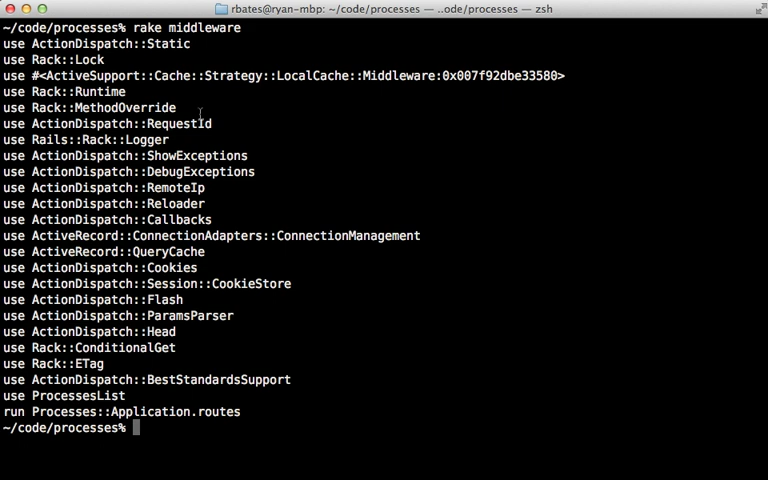 rbates@ryan-mbp: ~/code/processes — ..ode/processes — zsh
~/code/processes% rake middleware
use ActionDispatch::Static
use Rack::Lock
use #<ActiveSupport::Cache::Strategy::LocalCache::Middleware:0x007f92dbe33580>
use Rack::Runtime
use Rack::MethodOverride
use ActionDispatch::RequestId
use Rails::Rack::Logger
use ActionDispatch::ShowExceptions
use ActionDispatch::DebugExceptions
use ActionDispatch::RemoteIp
use ActionDispatch::Reloader
use ActionDispatch::Callbacks
use ActiveRecord::ConnectionAdapters::ConnectionManagement
use ActiveRecord::QueryCache
use ActionDispatch::Cookies
use ActionDispatch::Session::CookieStore
use ActionDispatch::Flash
use ActionDispatch::ParamsParser
use ActionDispatch::Head
use Rack::ConditionalGet
use Rack::ETag
use ActionDispatch::BestStandardsSupport
use ProcessesList
run Processes::Application.routes
~/code/processes%